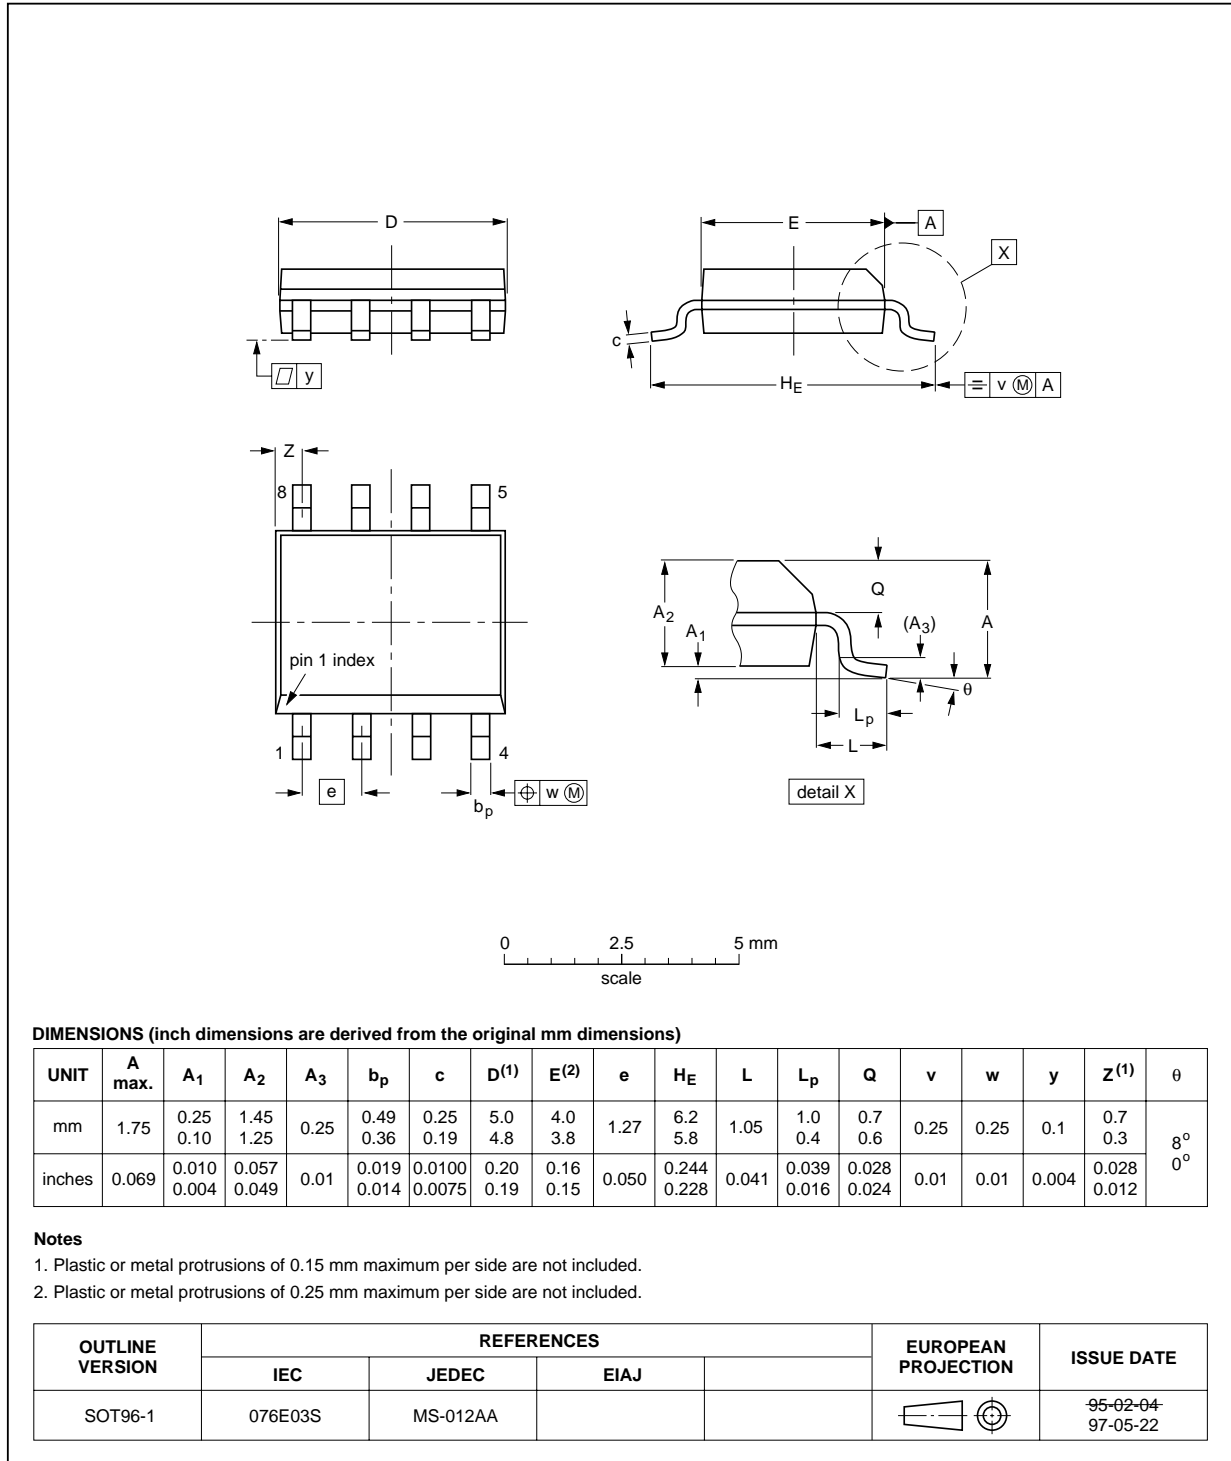 D
E
A
X
c
y
HE
v M A
Z
8
5
pin 1 index
1
4
e
bp
w M
A2
A1
Q
(A3)
A
θ
Lp
L
detail X
0 2.5 5 mm
scale
DIMENSIONS (inch dimensions are derived from the original mm dimensions)
UNIT A max. A1 A2 A3 bp c D(1) E(2) e HE L Lp Q v w y Z(1) θ
mm 1.75 0.25 0.10 1.45 1.25 0.25 0.49 0.36 0.25 0.19 5.0 4.8 4.0 3.8 1.27 6.2 5.8 1.05 1.0 0.4 0.7 0.6 0.25 0.25 0.1 0.7 0.3 8° 0°
inches 0.069 0.010 0.004 0.057 0.049 0.01 0.019 0.014 0.0100 0.0075 0.20 0.19 0.16 0.15 0.050 0.244 0.228 0.041 0.039 0.016 0.028 0.024 0.01 0.01 0.004 0.028 0.012
Notes
1. Plastic or metal protrusions of 0.15 mm maximum per side are not included.
2. Plastic or metal protrusions of 0.25 mm maximum per side are not included.
OUTLINE VERSION REFERENCES EUROPEAN PROJECTION ISSUE DATE
IEC JEDEC EIAJ
SOT96-1 076E03S MS-012AA 95-02-04
97-05-22